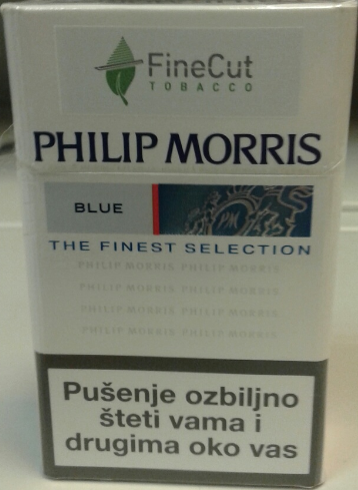 FineCut
TOBACCO
PHILIP MORRIS
BLUE
PM
THE FINEST SELECTION
PHILIP MORRIS PHILIP MORRIS
PHILIP MORRIS PHILIP MORRIS
PHILIP MORRIS PHILIP MORRIS
PHILIP MORRIS PHILIP MORRIS
Pušenje ozbiljno
šteti vama i
drugima oko vas